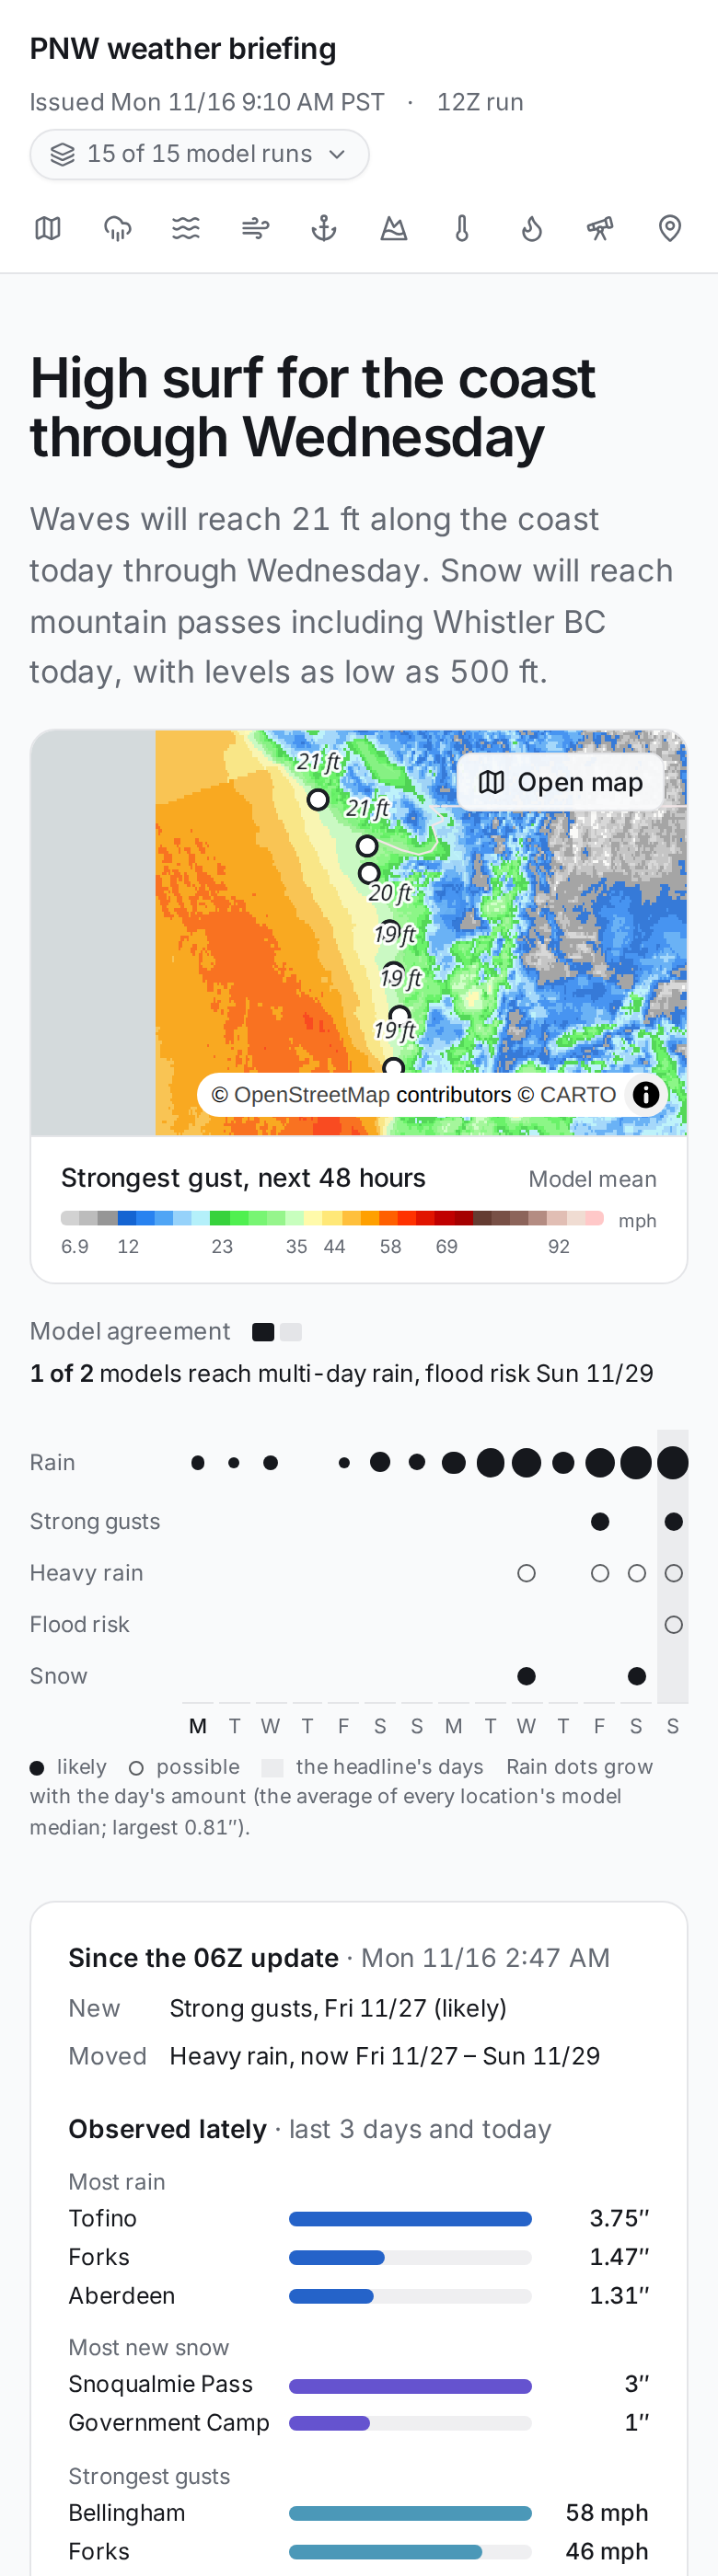 PNW weather briefing
Issued Mon 11/16 9:10 AM PST · 12Z run
15 of 15 model runs
High surf for the coast
through Wednesday
Waves will reach 21 ft along the coast
today through Wednesday. Snow will reach
mountain passes including Whistler BC
today, with levels as low as 500 ft.
21 ft
Open map
21 ft
20 ft
19 ft
19 ft
19 ft
© OpenStreetMap contributors © CARTO
Strongest gust, next 48 hours Model mean
mph
6.9 12 23 35 44 58 69 92
Model agreement
1 of 2 models reach multi-day rain, flood risk Sun 11/29
Rain
Strong gusts
Heavy rain
Flood risk
Snow
M T W T F S S M T W T F S S
likely possible the headline's days Rain dots grow
with the day's amount (the average of every location's model
median; largest 0.81″).
Since the 06Z update · Mon 11/16 2:47 AM
New Strong gusts, Fri 11/27 (likely)
Moved Heavy rain, now Fri 11/27 – Sun 11/29
Observed lately · last 3 days and today
Most rain
Tofino 3.75″
Forks 1.47″
Aberdeen 1.31″
Most new snow
Snoqualmie Pass 3″
Government Camp 1″
Strongest gusts
Bellingham 58 mph
Forks 46 mph